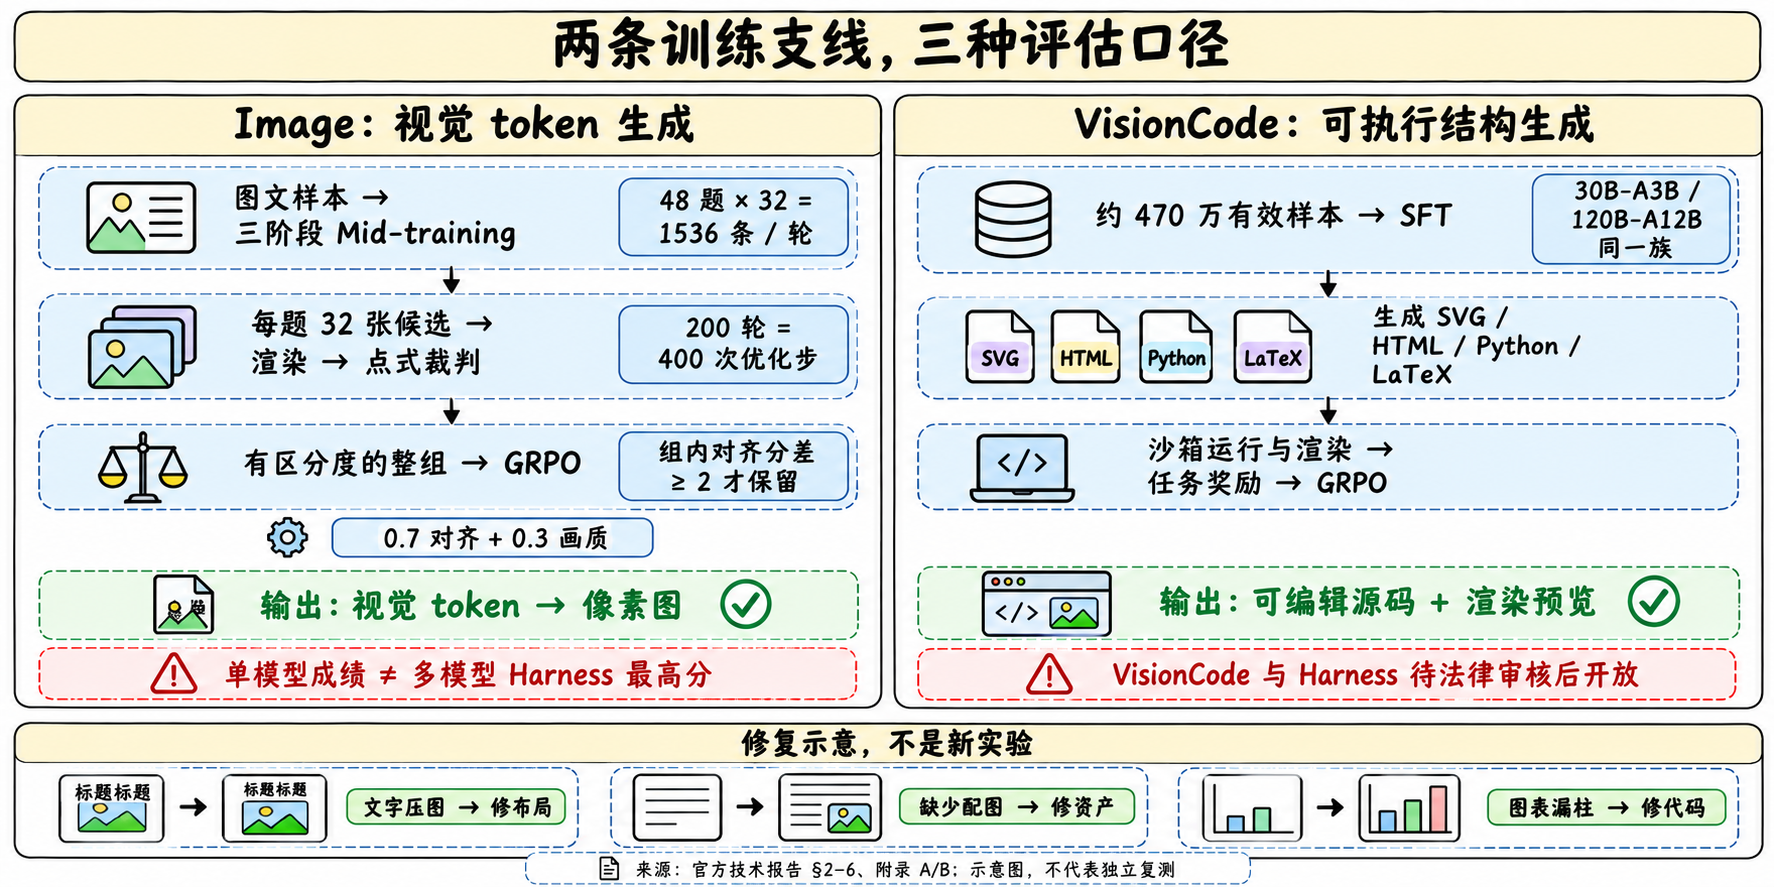 两条训练支线，三种评估口径
Image：视觉 token 生成
图文样本 →
三阶段 Mid-training
48 题 × 32 =
1536 条 / 轮
每题 32 张候选 →
渲染 → 点式裁判
200 轮 =
400 次优化步
有区分度的整组 → GRPO
组内对齐分差
≥ 2 才保留
0.7 对齐 + 0.3 画质
输出：视觉 token → 像素图
单模型成绩 ≠ 多模型 Harness 最高分
VisionCode：可执行结构生成
约 470 万有效样本 → SFT
30B-A3B /
120B-A12B
同一族
SVG
HTML
Python
LaTeX
生成 SVG /
HTML / Python /
LaTeX
</>
沙箱运行与渲染 →
任务奖励 → GRPO
</>
输出：可编辑源码 + 渲染预览
VisionCode 与 Harness 待法律审核后开放
修复示意，不是新实验
标题标题
标题标题
文字压图 → 修布局
缺少配图 → 修资产
图表漏柱 → 修代码
来源：官方技术报告 §2–6、附录 A/B；示意图，不代表独立复测